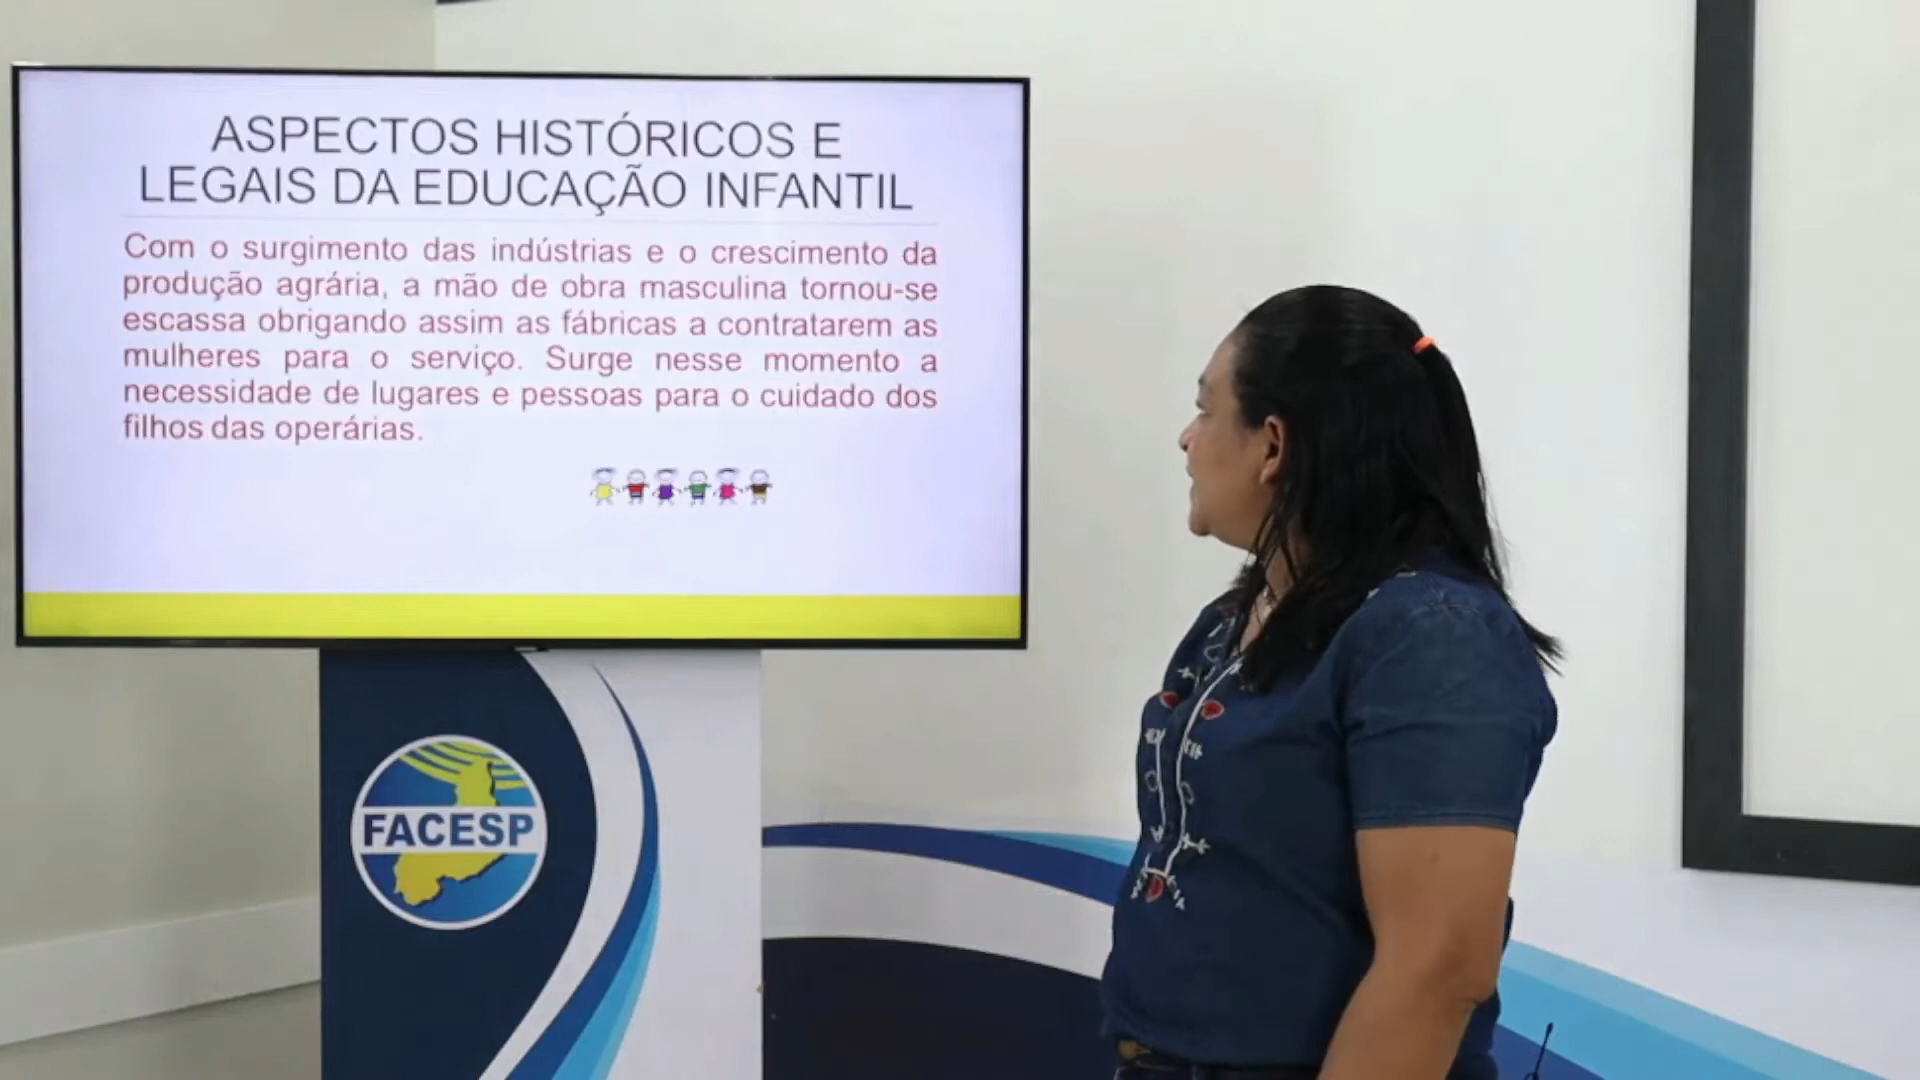 ASPECTOS HISTÓRICOS E
LEGAIS DA EDUCAÇÃO INFANTIL
Com o surgimento das indústrias e o crescimento da
produção agrária, a mão de obra masculina tornou-se
escassa obrigando assim as fábricas a contratarem as
mulheres para o serviço. Surge nesse momento a
necessidade de lugares e pessoas para o cuidado dos
filhos das operárias.
FACESP